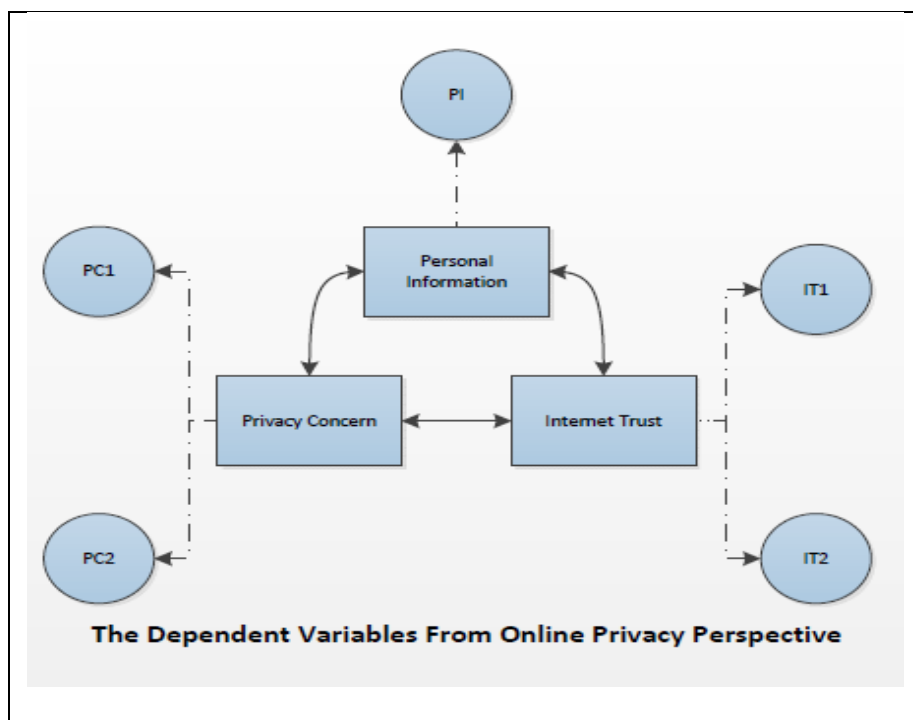 PI
Personal
Information
PC1
IT1
Privacy Concern
Internet Trust
PC2
IT2
The Dependent Variables From Online Privacy Perspective